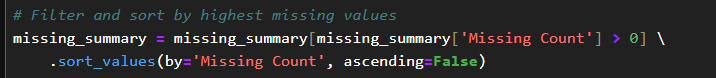 # Filter and sort by highest missing values
missing_summary = missing_summary[missing_summary['Missing Count'] > 0] \
    .sort_values(by='Missing Count', ascending=False)